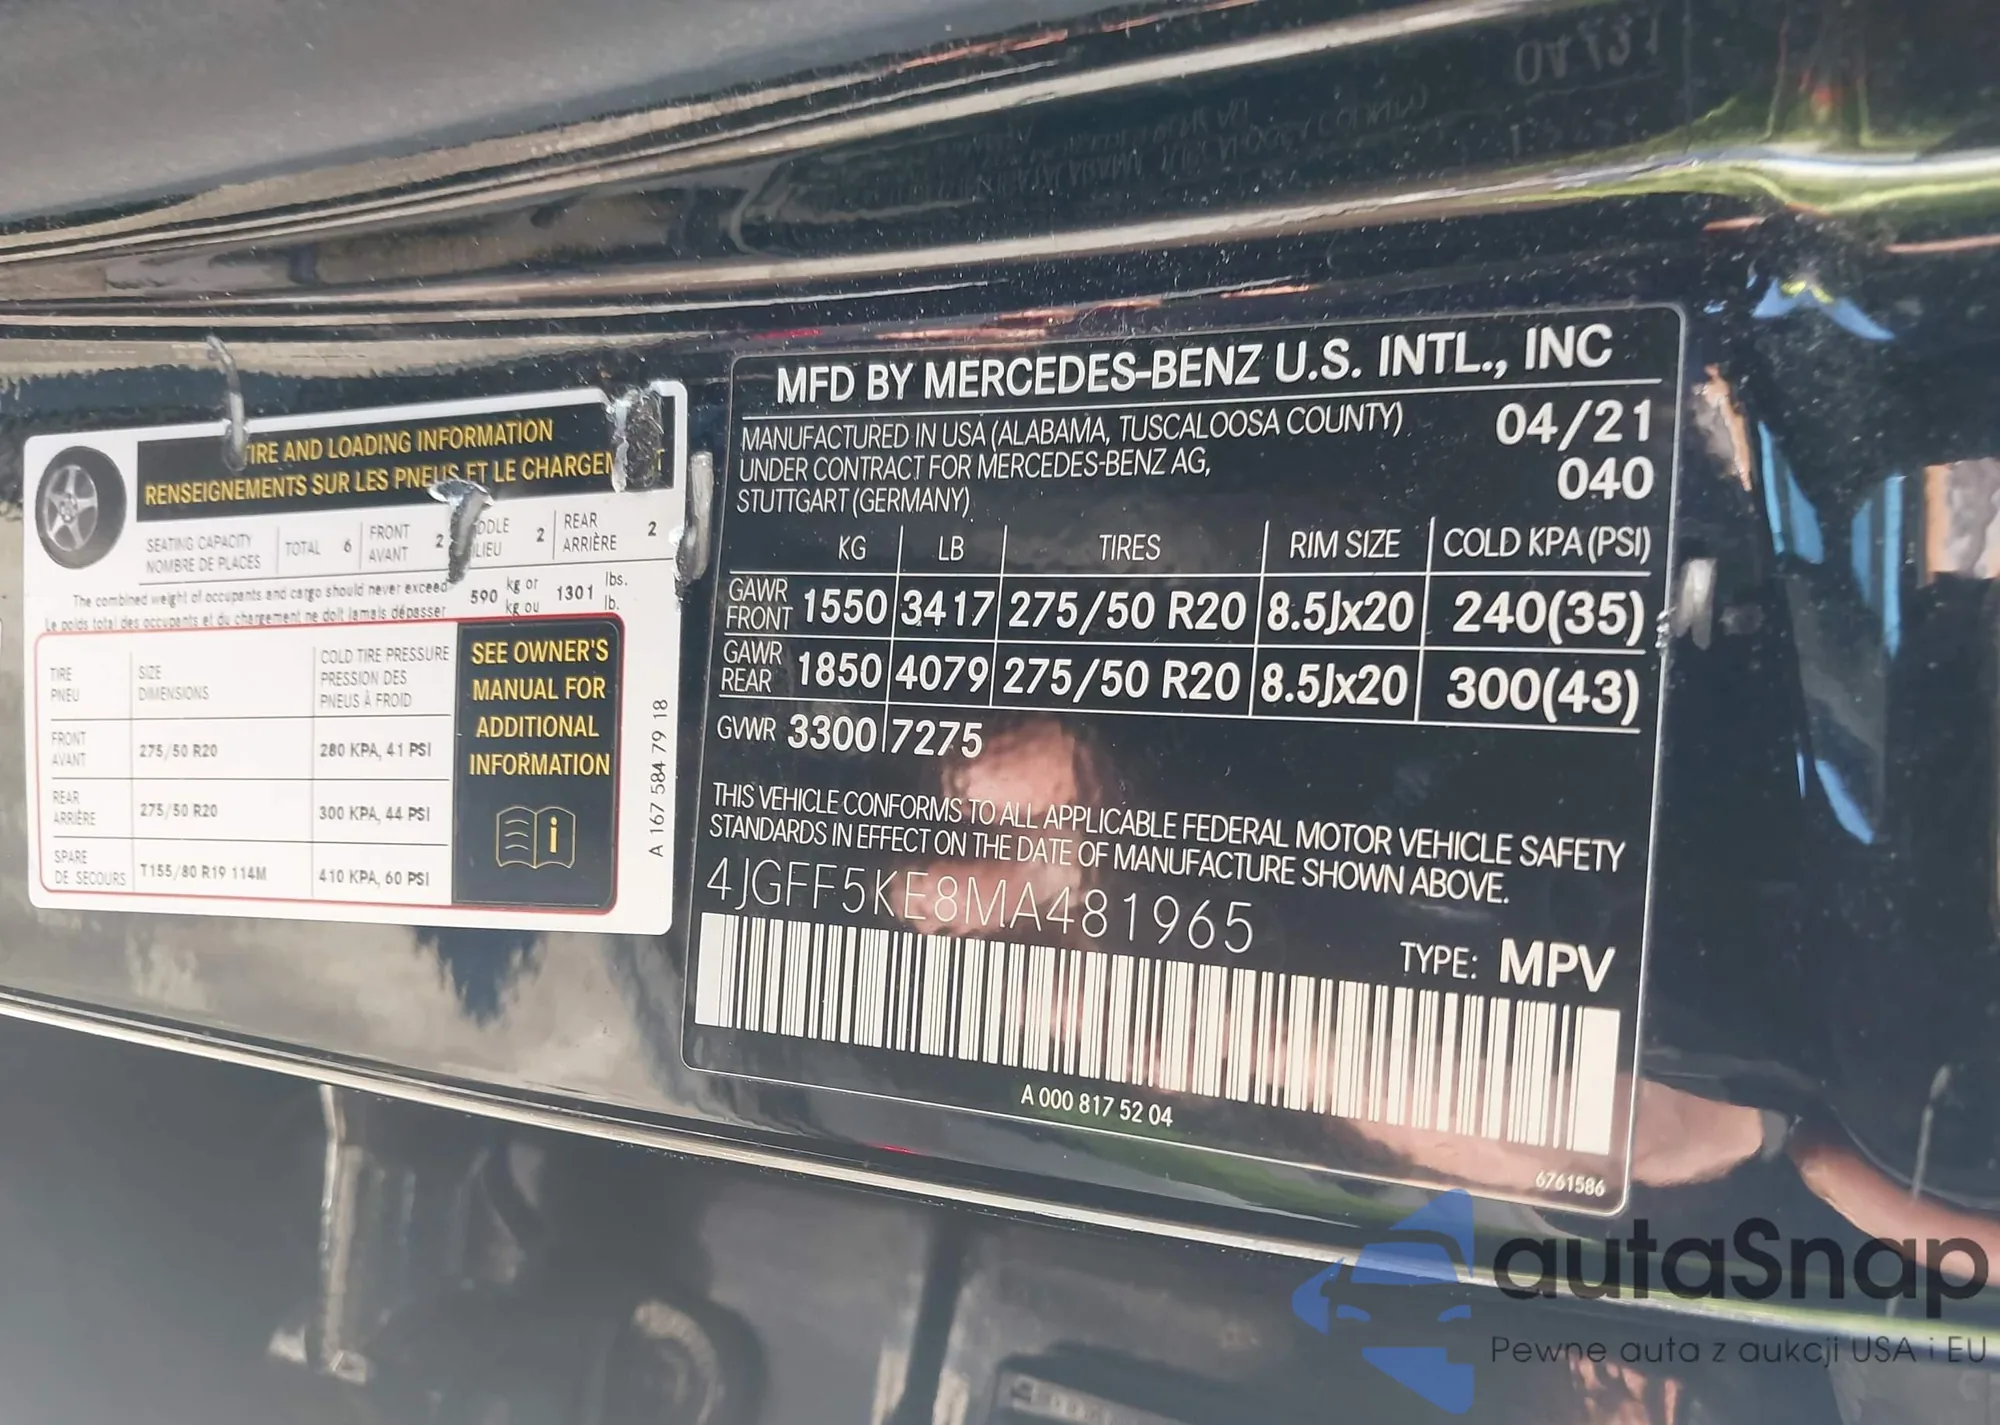 TIRE AND LOADING INFORMATION
RENSEIGNEMENTS SUR LES PNEUS ET LE CHARGEMENT
SEATING CAPACITY
NOMBRE DE PLACES
TOTAL 6
FRONT
AVANT 2
DDLE
LIEU 2
REAR
ARRIÈRE 2
The combined weight of occupants and cargo should never exceed 590 kg or 1301 lbs.
Le poids total des occupants et du chargement ne doit jamais dépasser kg ou lb.
TIRE
PNEU
SIZE
DIMENSIONS
COLD TIRE PRESSURE
PRESSION DES
PNEUS À FROID
FRONT
AVANT
275/50 R20
280 KPA, 41 PSI
REAR
ARRIÈRE
275/50 R20
300 KPA, 44 PSI
SPARE
DE SECOURS
T155/80 R19 114M
410 KPA, 60 PSI
SEE OWNER'S
MANUAL FOR
ADDITIONAL
INFORMATION
A 167 584 79 18
MFD BY MERCEDES-BENZ U.S. INTL., INC
MANUFACTURED IN USA (ALABAMA, TUSCALOOSA COUNTY) 04/21
UNDER CONTRACT FOR MERCEDES-BENZ AG, 040
STUTTGART (GERMANY)
KG LB TIRES RIM SIZE COLD KPA (PSI)
GAWR
FRONT 1550 3417 275/50 R20 8.5Jx20 240(35)
GAWR
REAR 1850 4079 275/50 R20 8.5Jx20 300(43)
GVWR 3300 7275
THIS VEHICLE CONFORMS TO ALL APPLICABLE FEDERAL MOTOR VEHICLE SAFETY
STANDARDS IN EFFECT ON THE DATE OF MANUFACTURE SHOWN ABOVE.
4JGFF5KE8MA481965
TYPE: MPV
A 000 817 52 04
6761586
autaSnap
Pewne auta z aukcji USA i EU